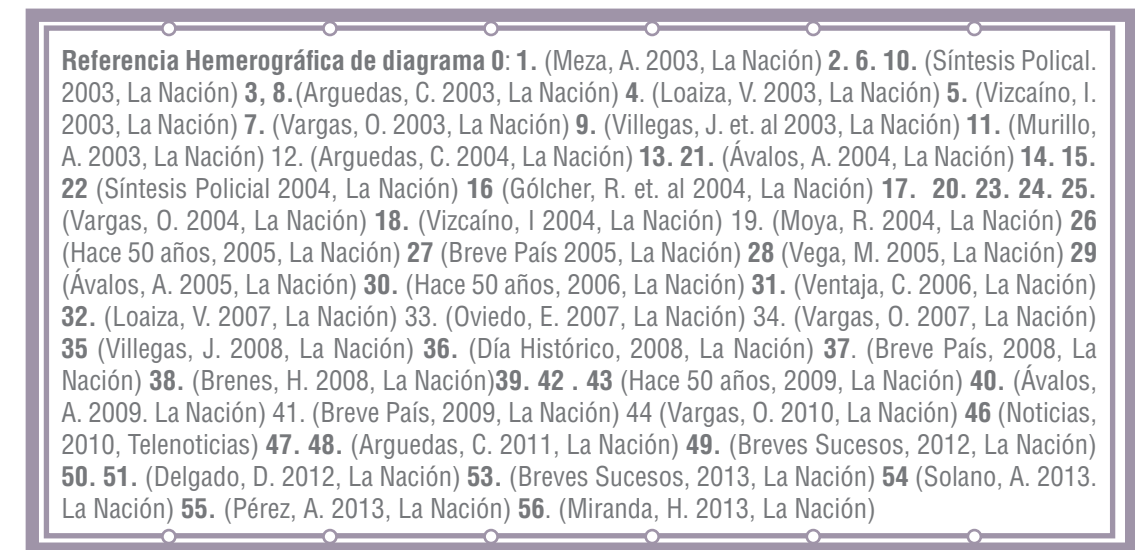 Referencia Hemerográfica de diagrama 0: 1. (Meza, A. 2003, La Nación) 2. 6. 10. (Síntesis Polical.
2003, La Nación) 3, 8.(Arguedas, C. 2003, La Nación) 4. (Loaiza, V. 2003, La Nación) 5. (Vizcaíno, I.
2003, La Nación) 7. (Vargas, O. 2003, La Nación) 9. (Villegas, J. et. al 2003, La Nación) 11. (Murillo,
A. 2003, La Nación) 12. (Arguedas, C. 2004, La Nación) 13. 21. (Ávalos, A. 2004, La Nación) 14. 15.
22 (Síntesis Policial 2004, La Nación) 16 (Gólcher, R. et. al 2004, La Nación) 17. 20. 23. 24. 25.
(Vargas, O. 2004, La Nación) 18. (Vizcaíno, I 2004, La Nación) 19. (Moya, R. 2004, La Nación) 26
(Hace 50 años, 2005, La Nación) 27 (Breve País 2005, La Nación) 28 (Vega, M. 2005, La Nación) 29
(Ávalos, A. 2005, La Nación) 30. (Hace 50 años, 2006, La Nación) 31. (Ventaja, C. 2006, La Nación)
32. (Loaiza, V. 2007, La Nación) 33. (Oviedo, E. 2007, La Nación) 34. (Vargas, O. 2007, La Nación)
35 (Villegas, J. 2008, La Nación) 36. (Día Histórico, 2008, La Nación) 37. (Breve País, 2008, La
Nación) 38. (Brenes, H. 2008, La Nación)39. 42 . 43 (Hace 50 años, 2009, La Nación) 40. (Ávalos,
A. 2009. La Nación) 41. (Breve País, 2009, La Nación) 44 (Vargas, O. 2010, La Nación) 46 (Noticias,
2010, Telenoticias) 47. 48. (Arguedas, C. 2011, La Nación) 49. (Breves Sucesos, 2012, La Nación)
50. 51. (Delgado, D. 2012, La Nación) 53. (Breves Sucesos, 2013, La Nación) 54 (Solano, A. 2013.
La Nación) 55. (Pérez, A. 2013, La Nación) 56. (Miranda, H. 2013, La Nación)